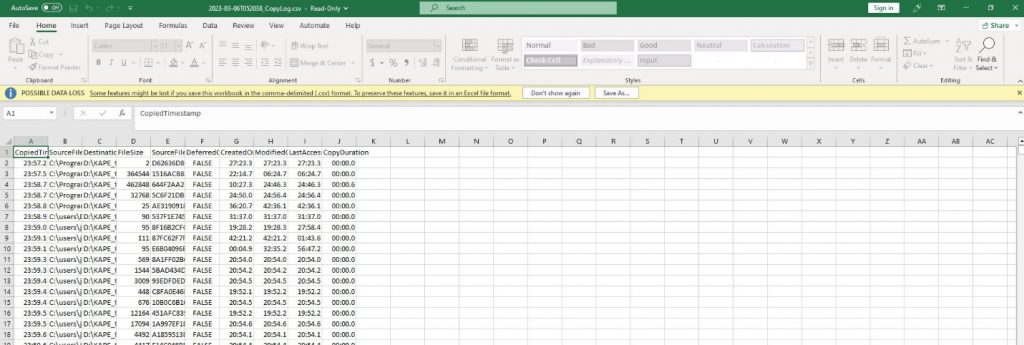 AutoSave Off 2023-03-06T052038_CopyLog.csv - Read-Only Search Sign in
File Home Insert Page Layout Formulas Data Review View Automate Help Share
Paste Cut Copy Format Painter Calibri 11 Wrap Text Merge & Center General Conditional Formatting Format as Table Normal Bad Good Neutral Calculation Check Cell Explanatory ... Input Insert Delete Format AutoSum Fill Clear Sort & Filter Find & Select
Clipboard Font Alignment Number Styles Cells Editing
POSSIBLE DATA LOSS Some features might be lost if you save this workbook in the comma-delimited (.csv) format. To preserve these features, save it in an Excel file format. Don't show again Save As...
A1 fx CopiedTimestamp
A B C D E F G H I J K L M N O P Q R S T U V W X Y Z AA AB AC
1 CopiedTim SourceFile Destinatio FileSize SourceFile DeferredC CreatedOn ModifiedO LastAccess CopyDuration
2 23:57.2 C:\Program D:\KAPE_t 2 D62636D8 FALSE 27:23.3 27:23.3 27:23.3 00:00.0
3 23:57.5 C:\Program D:\KAPE_t 364544 1516ACB8 FALSE 22:14.7 06:24.7 06:24.7 00:00.0
4 23:58.7 C:\Program D:\KAPE_t 462848 644F2AA2 FALSE 10:27.3 24:46.3 24:46.3 00:00.6
5 23:58.7 C:\Program D:\KAPE_t 32768 5C6F21DB FALSE 24:50.0 24:56.4 24:56.4 00:00.0
6 23:58.8 C:\Program D:\KAPE_t 25 AE319091 FALSE 36:20.7 42:36.1 42:36.1 00:00.0
7 23:58.9 C:\users\ D:\KAPE_t 90 537F1E745 FALSE 31:37.0 31:37.0 31:37.0 00:00.0
8 23:59.0 C:\users\j D:\KAPE_t 95 8F16B2CF FALSE 19:28.2 19:28.3 27:58.4 00:00.0
9 23:59.1 C:\users\j D:\KAPE_t 111 87FC62F7 FALSE 42:21.2 42:21.2 01:43.6 00:00.0
10 23:59.1 C:\users\ D:\KAPE_t 95 E6B04096 FALSE 00:04.9 32:35.2 56:47.2 00:00.0
11 23:59.3 C:\users\j D:\KAPE_t 569 8A1FF02B FALSE 20:54.0 20:54.0 20:54.0 00:00.0
12 23:59.3 C:\users\j D:\KAPE_t 1544 5BAD434D FALSE 20:54.2 20:54.2 20:54.2 00:00.0
13 23:59.4 C:\users\j D:\KAPE_t 3009 93EDFDED FALSE 20:54.5 20:54.5 20:54.5 00:00.0
14 23:59.4 C:\users\j D:\KAPE_t 448 C8FA0E46 FALSE 19:52.1 19:52.2 19:52.2 00:00.0
15 23:59.4 C:\users\j D:\KAPE_t 676 10B0C6B1 FALSE 20:54.5 20:54.5 20:54.5 00:00.0
16 23:59.5 C:\users\j D:\KAPE_t 12164 451AFC83 FALSE 19:52.2 19:52.2 19:52.2 00:00.0
17 23:59.5 C:\users\j D:\KAPE_t 17094 1A997EF1 FALSE 20:54.6 20:54.6 20:54.6 00:00.0
18 23:59.6 C:\users\j D:\KAPE_t 4492 A1859513 FALSE 20:54.1 20:54.1 20:54.1 00:00.0